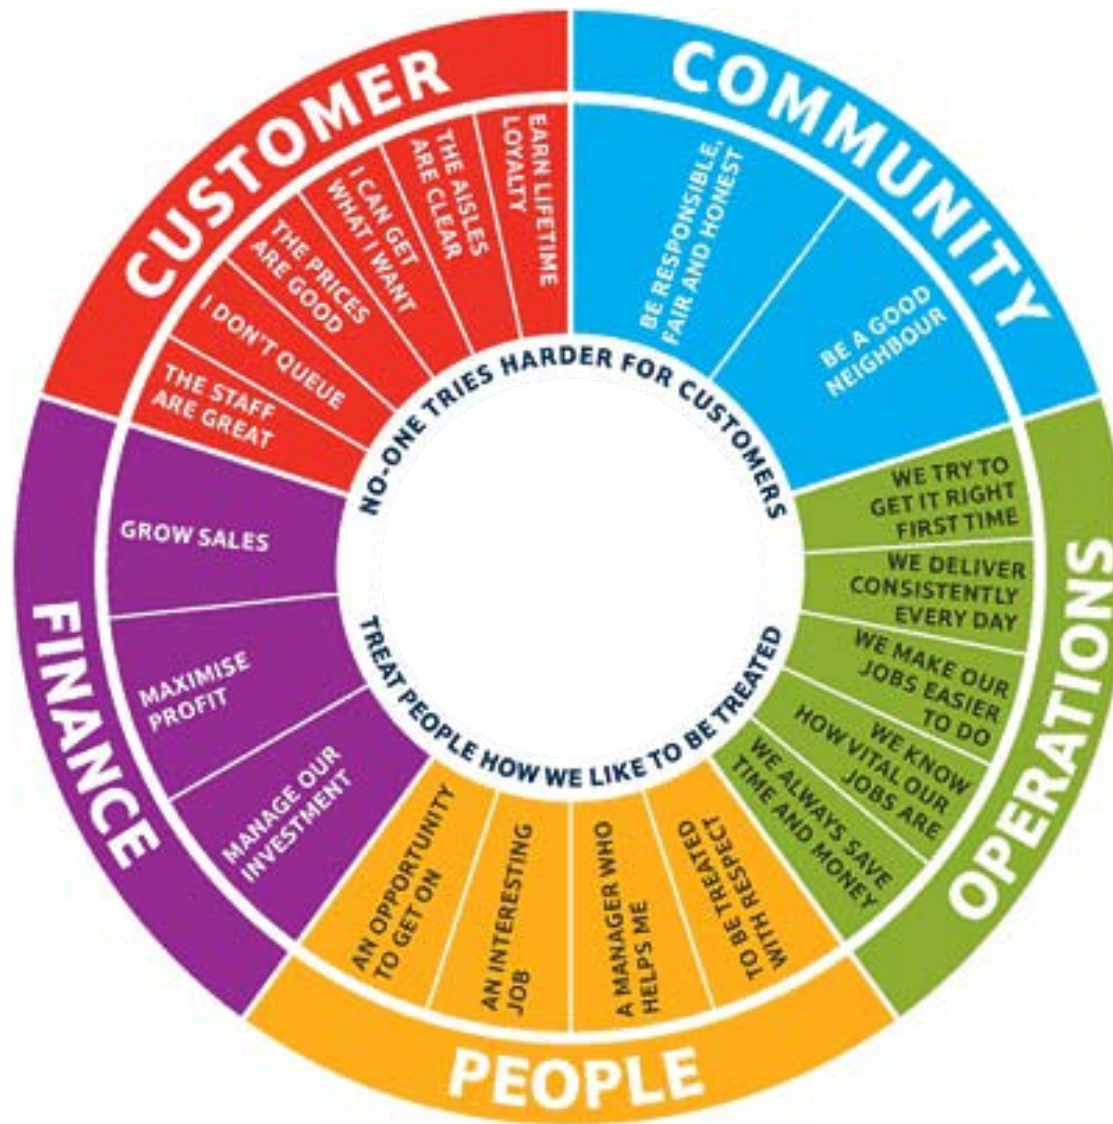 CUSTOMER
THE STAFF
ARE GREAT
I DON'T QUEUE
THE PRICES
ARE GOOD
I CAN GET
WHAT I WANT
THE AISLES
ARE CLEAR
EARN LIFETIME
LOYALTY
COMMUNITY
BE RESPONSIBLE,
FAIR AND HONEST
BE A GOOD
NEIGHBOUR
OPERATIONS
WE TRY TO
GET IT RIGHT
FIRST TIME
WE DELIVER
CONSISTENTLY
EVERY DAY
WE MAKE OUR
JOBS EASIER
TO DO
WE KNOW
HOW VITAL OUR
JOBS ARE
WE ALWAYS SAVE
TIME AND MONEY
PEOPLE
TO BE TREATED
WITH RESPECT
A MANAGER WHO
HELPS ME
AN INTERESTING
JOB
AN OPPORTUNITY
TO GET ON
FINANCE
MANAGE OUR
INVESTMENT
MAXIMISE
PROFIT
GROW SALES
NO-ONE TRIES HARDER FOR CUSTOMERS
TREAT PEOPLE HOW WE LIKE TO BE TREATED